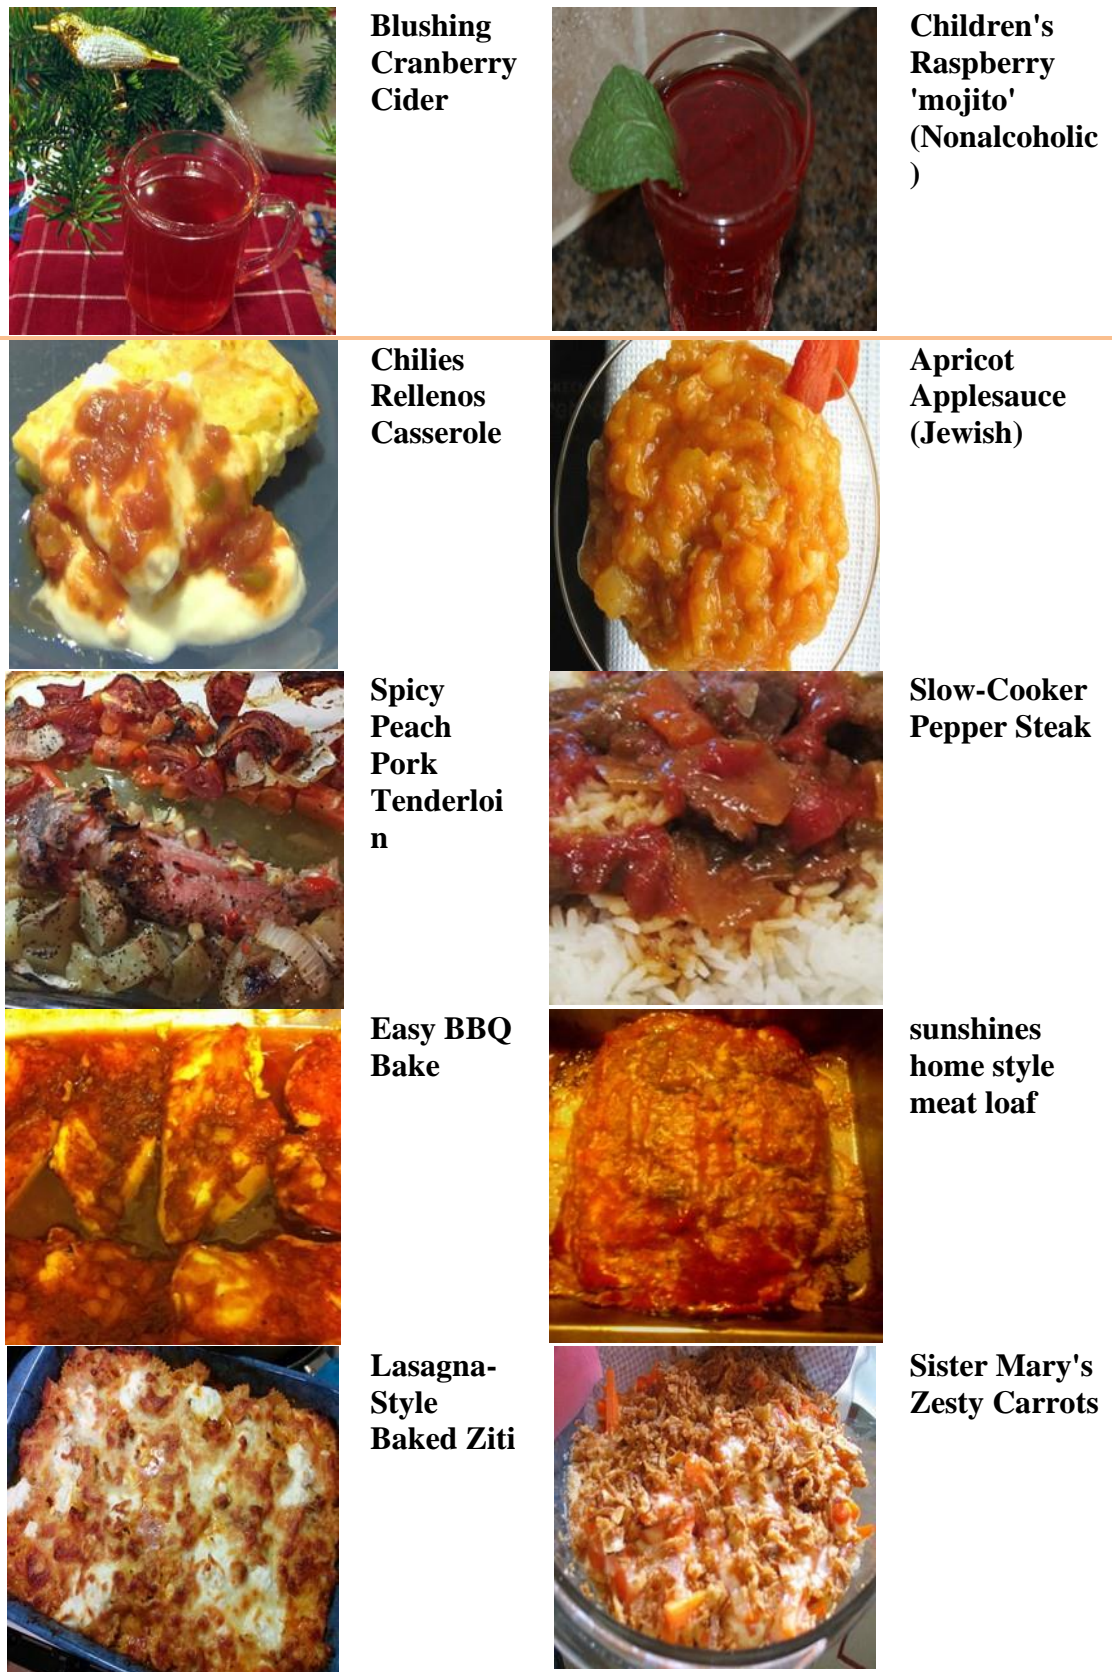 Blushing
Cranberry
Cider
Children's
Raspberry
'mojito'
(Nonalcoholic
)
Chilies
Rellenos
Casserole
Apricot
Applesauce
(Jewish)
Spicy
Peach
Pork
Tenderloi
n
Slow-Cooker
Pepper Steak
Easy BBQ
Bake
sunshines
home style
meat loaf
Lasagna-
Style
Baked Ziti
Sister Mary's
Zesty Carrots